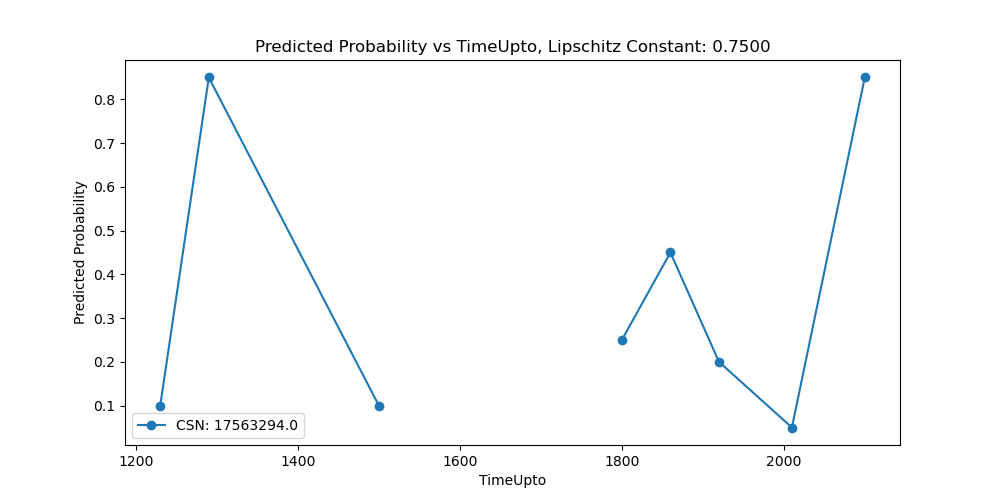 Predicted Probability vs TimeUpto, Lipschitz Constant: 0.7500
Predicted Probability
0.8
0.7
0.6
0.5
0.4
0.3
0.2
0.1
CSN: 17563294.0
1200 1400 1600 1800 2000
TimeUpto